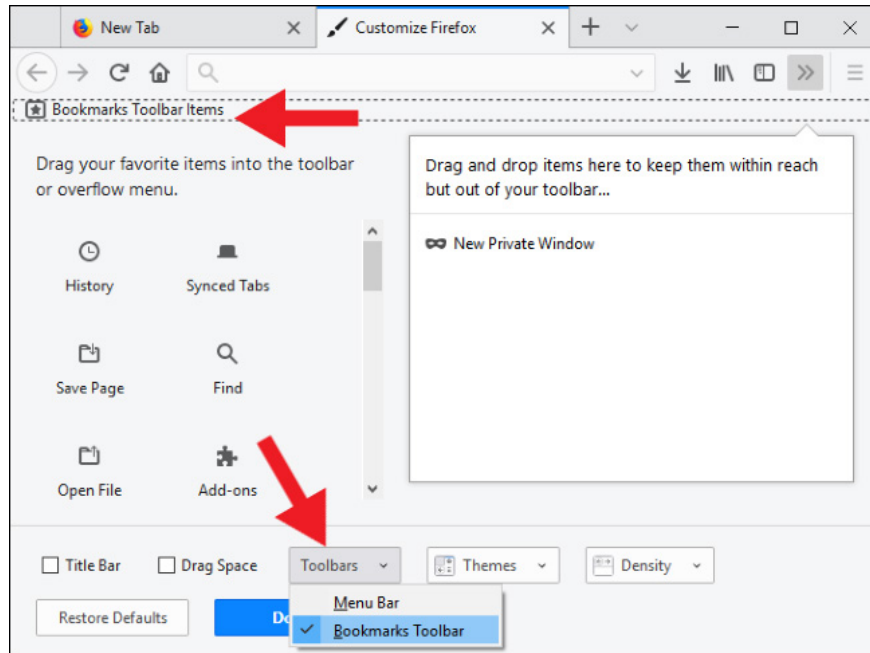 New Tab
Customize Firefox
Bookmarks Toolbar Items
Drag your favorite items into the toolbar
or overflow menu.
Drag and drop items here to keep them within reach
but out of your toolbar...
New Private Window
History
Synced Tabs
Save Page
Find
Open File
Add-ons
Title Bar
Drag Space
Toolbars
Themes
Density
Menu Bar
Bookmarks Toolbar
Restore Defaults